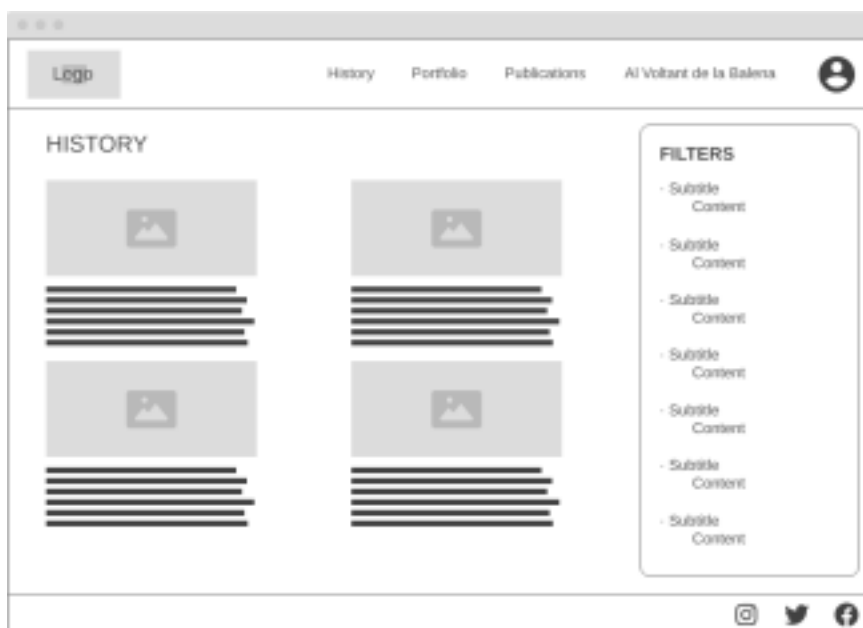 Logo
History Portfolio Publications Al Voltant de la Balena
HISTORY
FILTERS
- Subtitle
Content
- Subtitle
Content
- Subtitle
Content
- Subtitle
Content
- Subtitle
Content
- Subtitle
Content
- Subtitle
Content